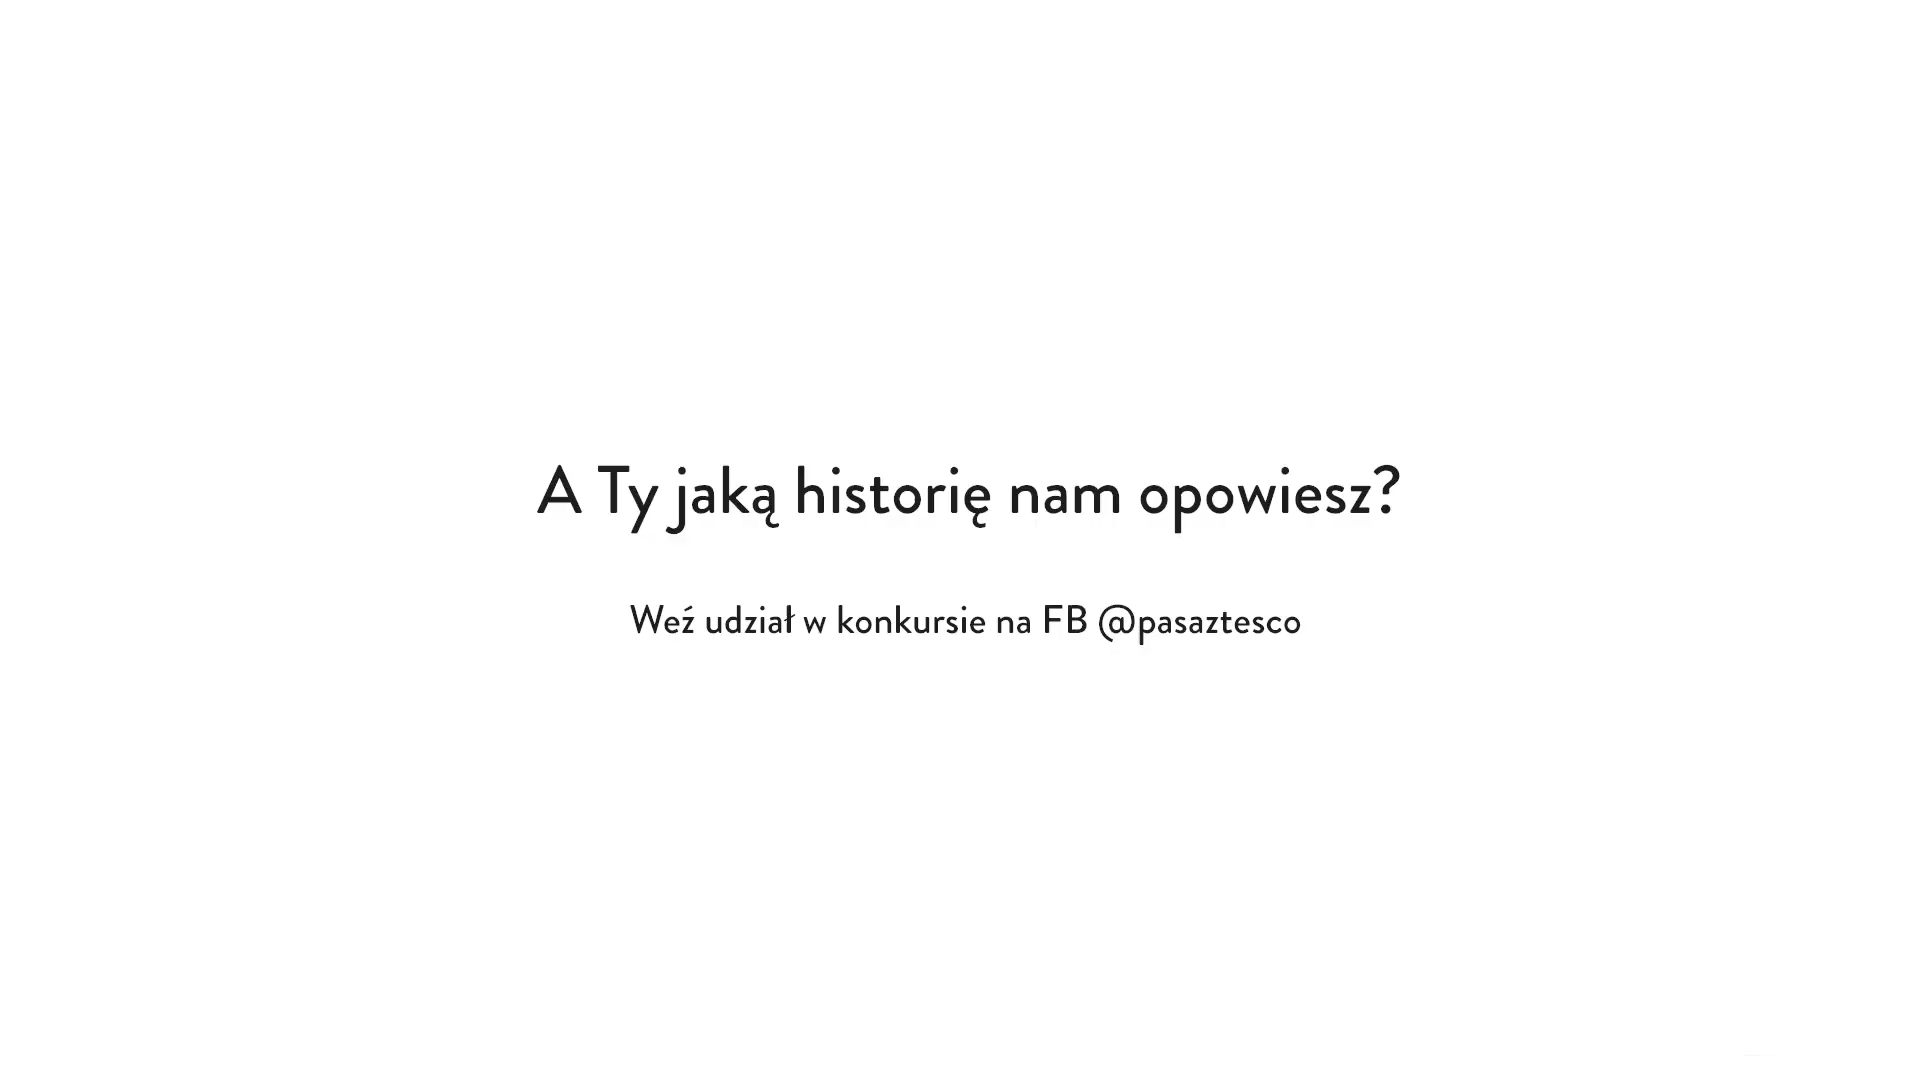 A Ty jaką historię nam opowiesz?
Weź udział w konkursie na FB @pasaztesco